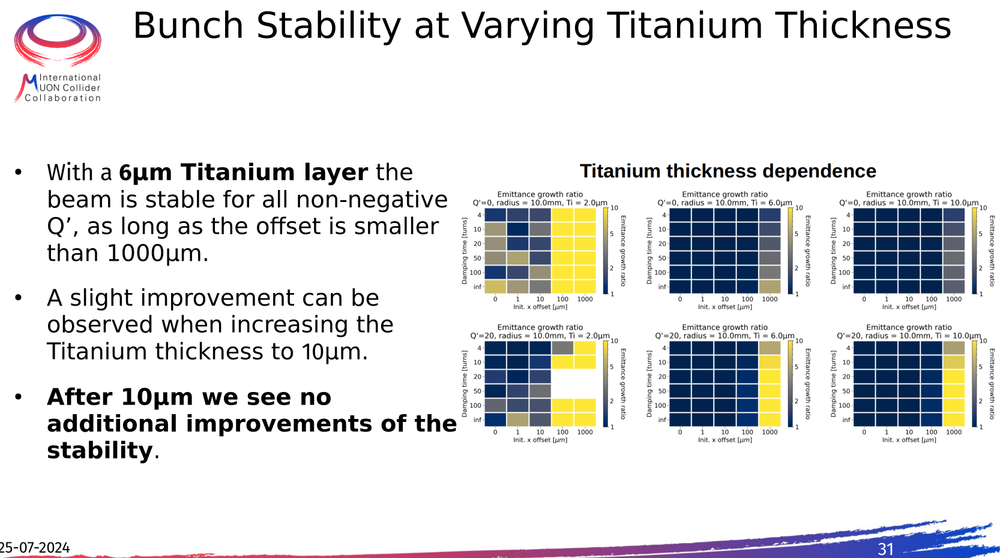 Bunch Stability at Varying Titanium Thickness
International
MUON Collider
Collaboration
• With a 6µm Titanium layer the
beam is stable for all non-negative
Q’, as long as the offset is smaller
than 1000µm.
• A slight improvement can be
observed when increasing the
Titanium thickness to 10µm.
• After 10µm we see no
additional improvements of the
stability.
Titanium thickness dependence
Emittance growth ratio
Q'=0, radius = 10.0mm, Ti = 2.0µm
Damping time [turns]
4
10
20
50
100
inf
0 1 10 100 1000
Init. x offset [µm]
10
5
2
1
Emittance growth ratio
Emittance growth ratio
Q'=0, radius = 10.0mm, Ti = 6.0µm
Damping time [turns]
4
10
20
50
100
inf
0 1 10 100 1000
Init. x offset [µm]
10
5
2
1
Emittance growth ratio
Emittance growth ratio
Q'=0, radius = 10.0mm, Ti = 10.0µm
Damping time [turns]
4
10
20
50
100
inf
0 1 10 100 1000
Init. x offset [µm]
10
5
2
1
Emittance growth ratio
Emittance growth ratio
Q'=20, radius = 10.0mm, Ti = 2.0µm
Damping time [turns]
4
10
20
50
100
inf
0 1 10 100 1000
Init. x offset [µm]
10
5
2
1
Emittance growth ratio
Emittance growth ratio
Q'=20, radius = 10.0mm, Ti = 6.0µm
Damping time [turns]
4
10
20
50
100
inf
0 1 10 100 1000
Init. x offset [µm]
10
5
2
1
Emittance growth ratio
Emittance growth ratio
Q'=20, radius = 10.0mm, Ti = 10.0µm
Damping time [turns]
4
10
20
50
100
inf
0 1 10 100 1000
Init. x offset [µm]
10
5
2
1
Emittance growth ratio
25-07-2024
31